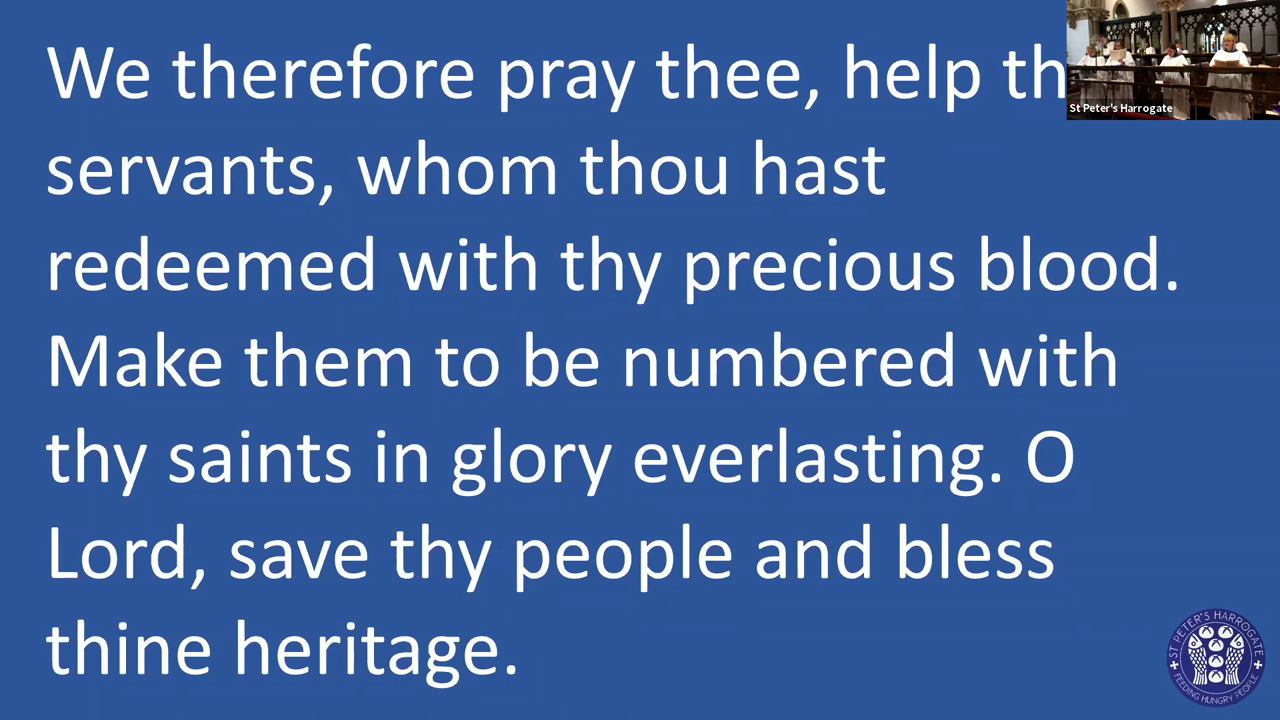 We therefore pray thee, help th
servants, whom thou hast
redeemed with thy precious blood.
Make them to be numbered with
thy saints in glory everlasting. O
Lord, save thy people and bless
thine heritage.
St Peter's Harrogate
ST PETER'S HARROGATE
FEEDING HUNGRY PEOPLE